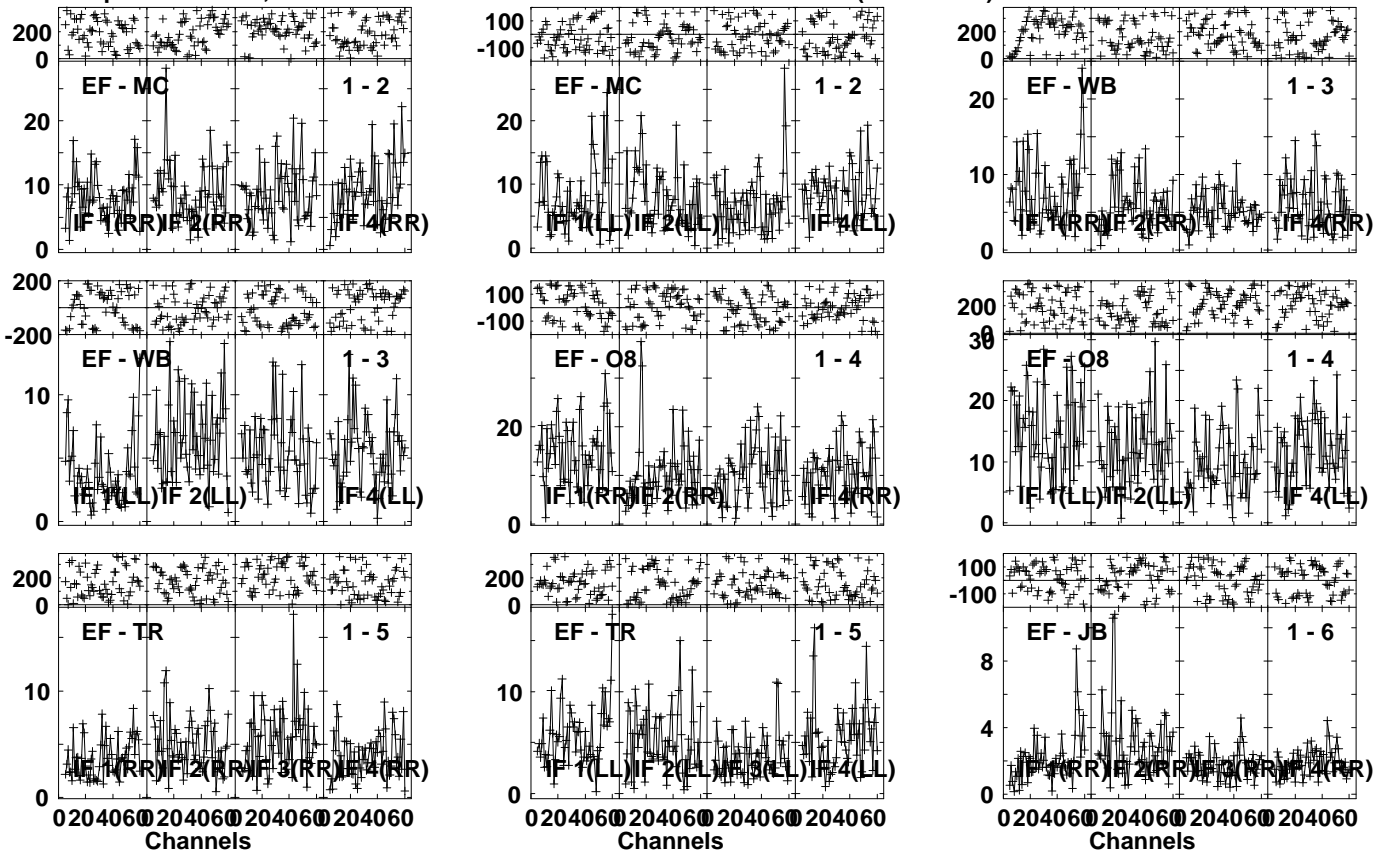 200 0 100 -100 200 0
EF - MC 1 - 2 EF - MC 1 - 2 EF - WB 1 - 3
20 20 20
10 10 10
IF 1(RR) IF 2(RR) IF 4(RR) IF 1(LL) IF 2(LL) IF 4(LL) IF 1(RR) IF 2(RR) IF 4(RR)
0 0 0
200 -200 100 -100 200 0
EF - WB 1 - 3 EF - O8 1 - 4 EF - O8 1 - 4
30
10 20 20
10
IF 1(LL) IF 2(LL) IF 4(LL) IF 1(RR) IF 2(RR) IF 4(RR) IF 1(LL) IF 2(LL) IF 4(LL)
0 0 0
200 0 200 0 100 -100
EF - TR 1 - 5 EF - TR 1 - 5 EF - JB 1 - 6
10 10 8
4
IF 1(RR) IF 2(RR) IF 3(RR) IF 4(RR) IF 1(LL) IF 2(LL) IF 3(LL) IF 4(LL) IF 1(RR) IF 2(RR) IF 3(RR) IF 4(RR)
0 0 0
0 20 40 60 0 20 40 60 0 20 40 60 0 20 40 60 0 20 40 60 0 20 40 60 0 20 40 60 0 20 40 60 0 20 40 60 0 20 40 60 0 20 40 60 0 20 40 60
Channels Channels Channels